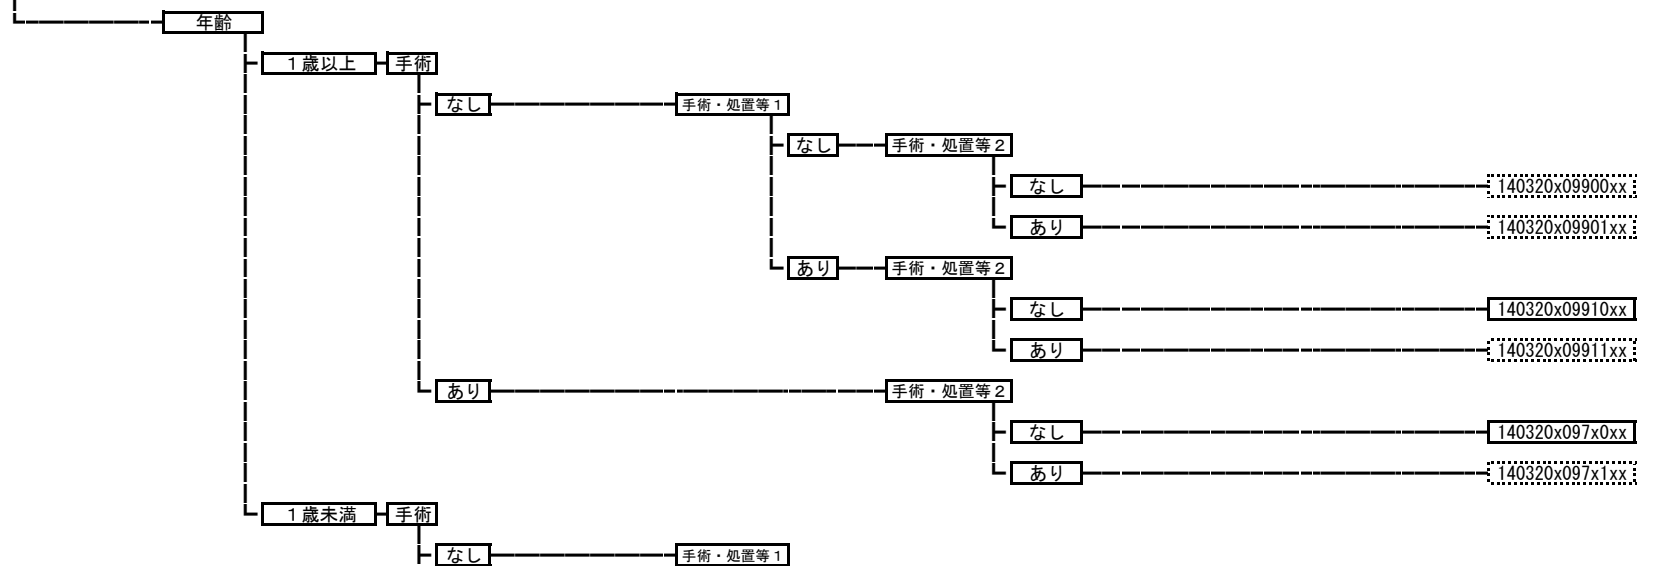 年齢
１歳以上 手術
なし 手術・処置等１
なし 手術・処置等２
なし 140320x09900xx
あり 140320x09901xx
あり 手術・処置等２
なし 140320x09910xx
あり 140320x09911xx
あり 手術・処置等２
なし 140320x097x0xx
あり 140320x097x1xx
１歳未満 手術
なし 手術・処置等１